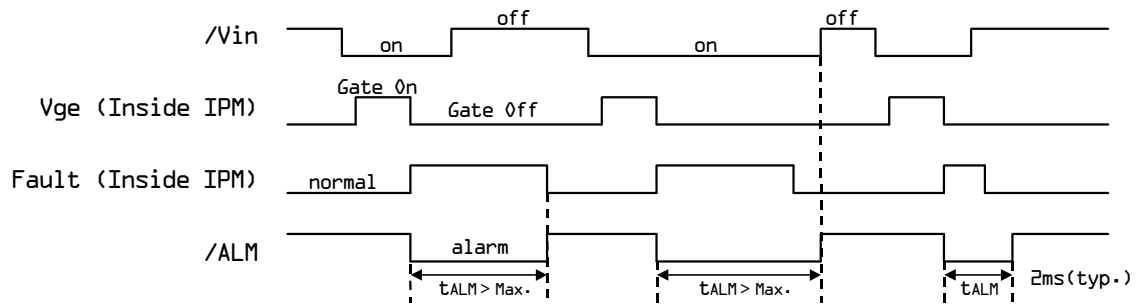 off off
/Vin on on
Gate On
Vge (Inside IPM) Gate Off
Fault (Inside IPM) normal
/ALM alarm
tALM > Max. tALM > Max. tALM 2ms(typ.)